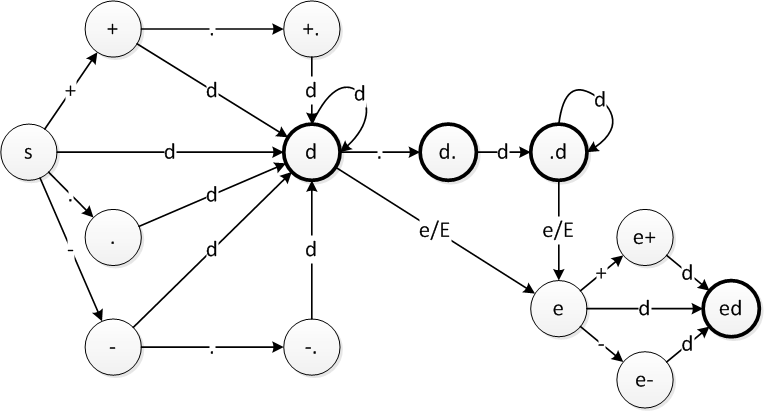 + . +.
+ d d d
s d d . d. d .d d
. . d
- d d e/E e/E e+
+ d
e d ed
- . -. - d
e-